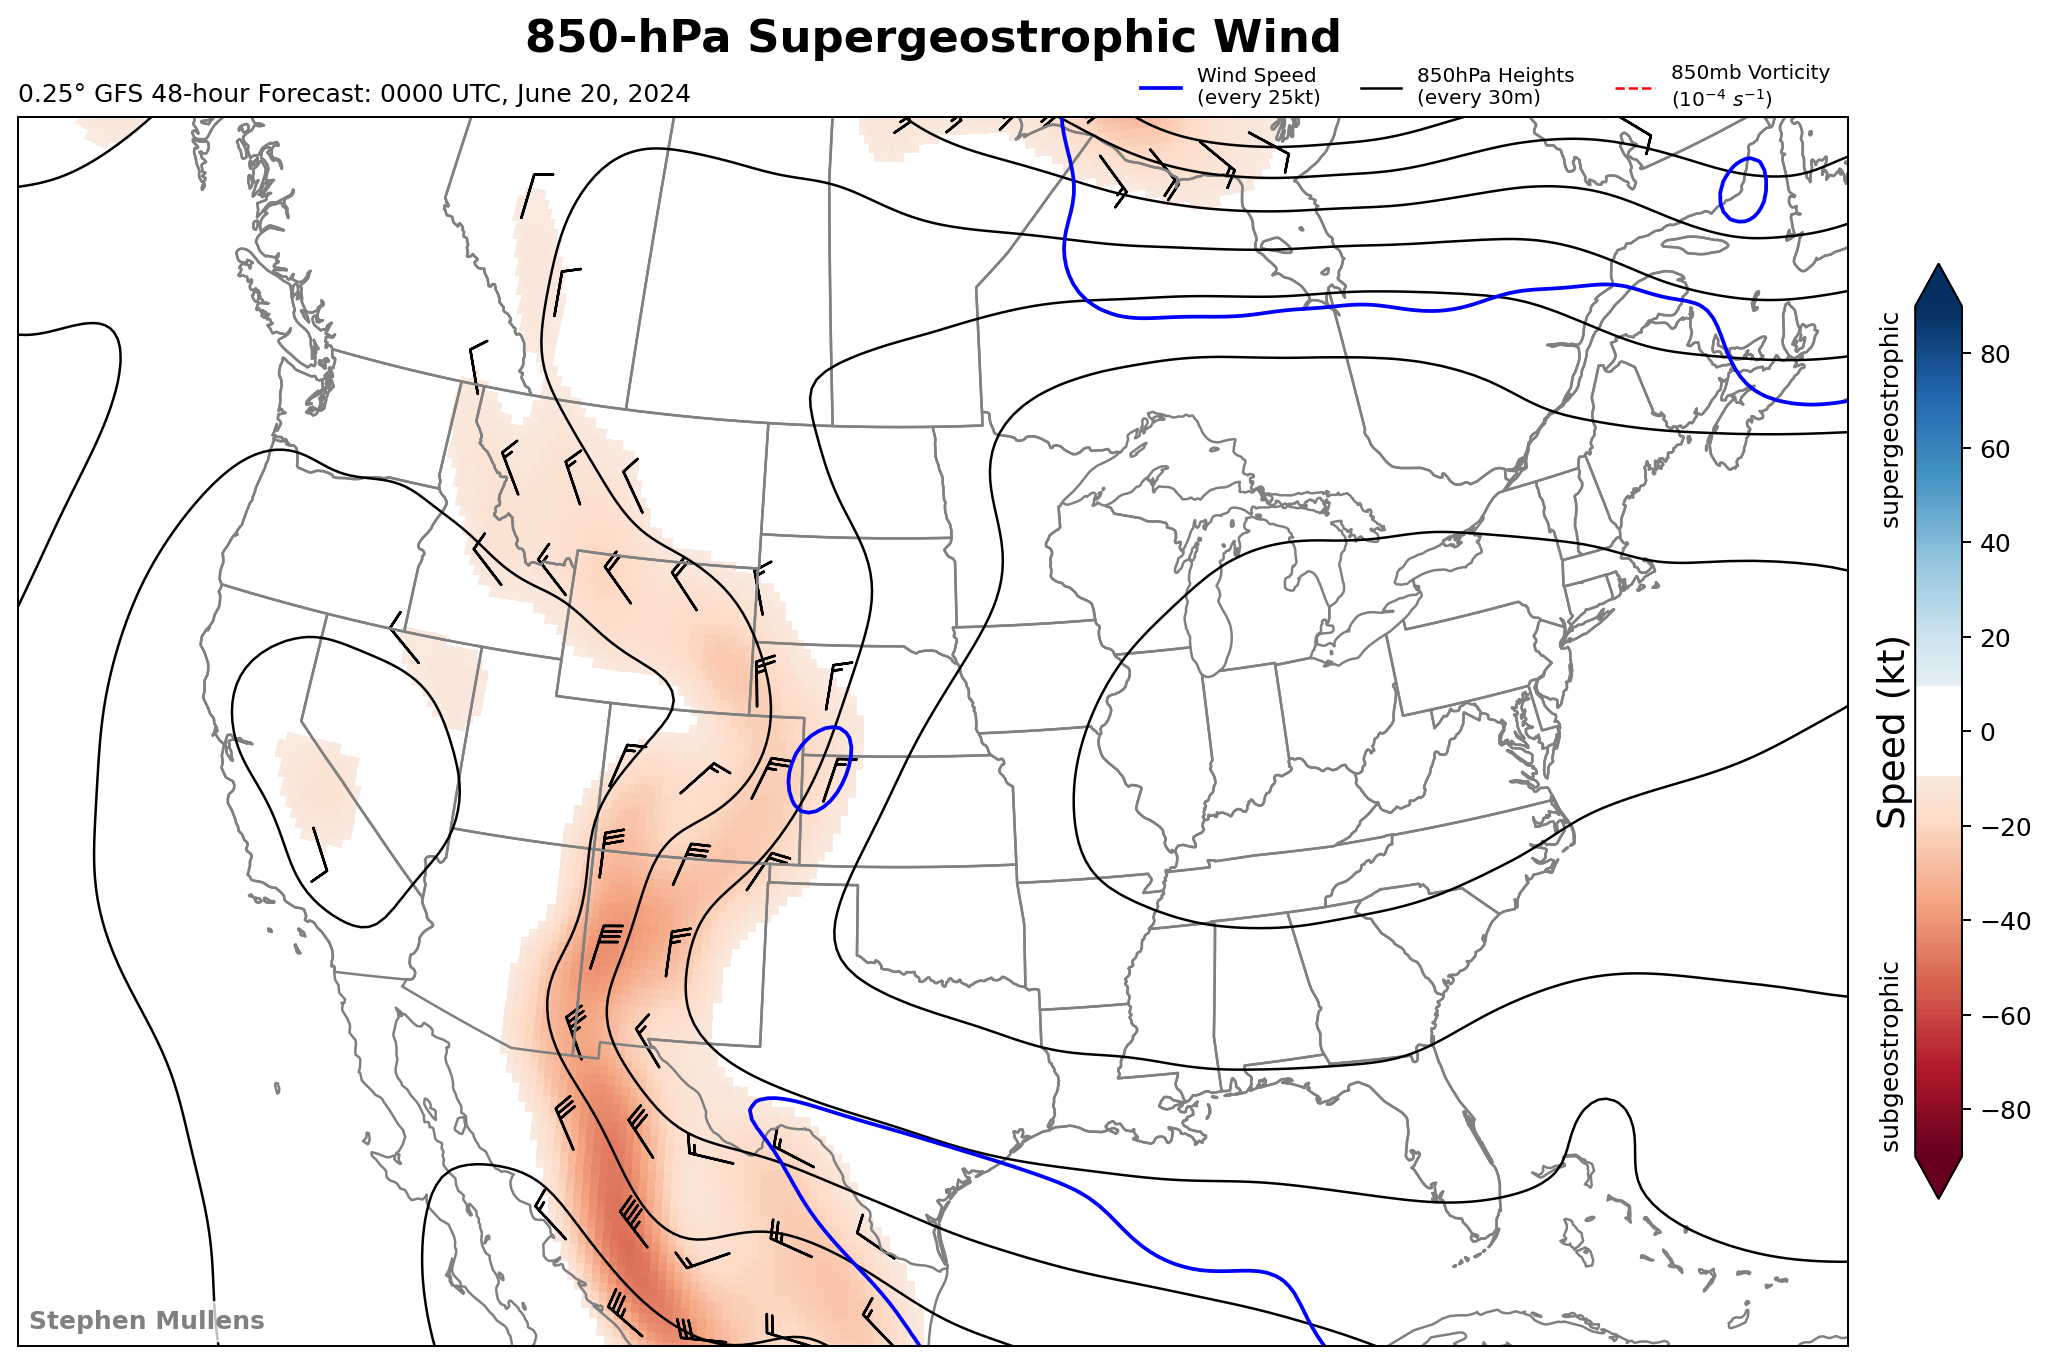 850-hPa Supergeostrophic Wind
0.25° GFS 48-hour Forecast: 0000 UTC, June 20, 2024
Wind Speed
(every 25kt)
850hPa Heights
(every 30m)
850mb Vorticity
(10⁻⁴ s⁻¹)
supergeostrophic
Speed (kt)
subgeostrophic
80
60
40
20
0
−20
−40
−60
−80
Stephen Mullens